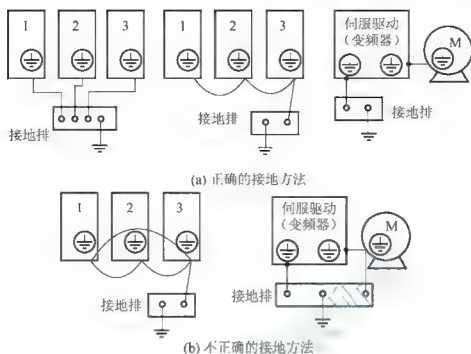 1 2 3 1 2 3 伺服驱动
（变频器） M
接地排 接地排 接地排
(a) 正确的接地方法
1 2 3 伺服驱动
（变频器） M
接地排 接地排
(b) 不正确的接地方法